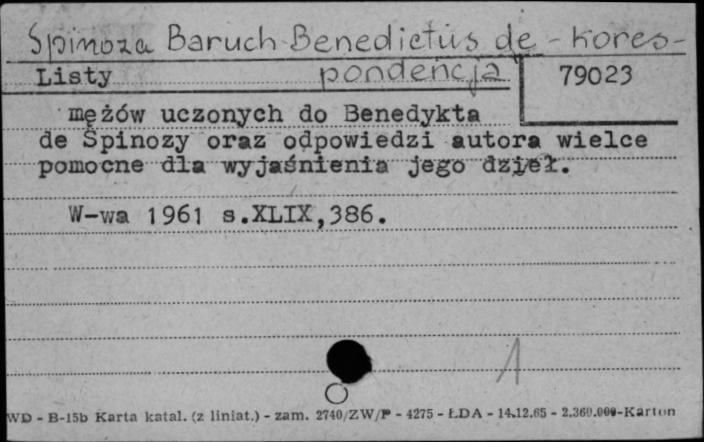 Spinoza Baruch-Benedictus de - kores-
Listy pondencja 79023
mężów uczonych do Benedykta
de Spinozy oraz odpowiedzi autora wielce
pomocne dla wyjaśnienia jego dzieł.
W-wa 1961 s.XLIX,386.
1
WD - B-15b Karta katal. (z liniat.) - zam. 2740/ZW/P - 4275 - ŁDA - 14.12.65 - 2.360.000-Karton